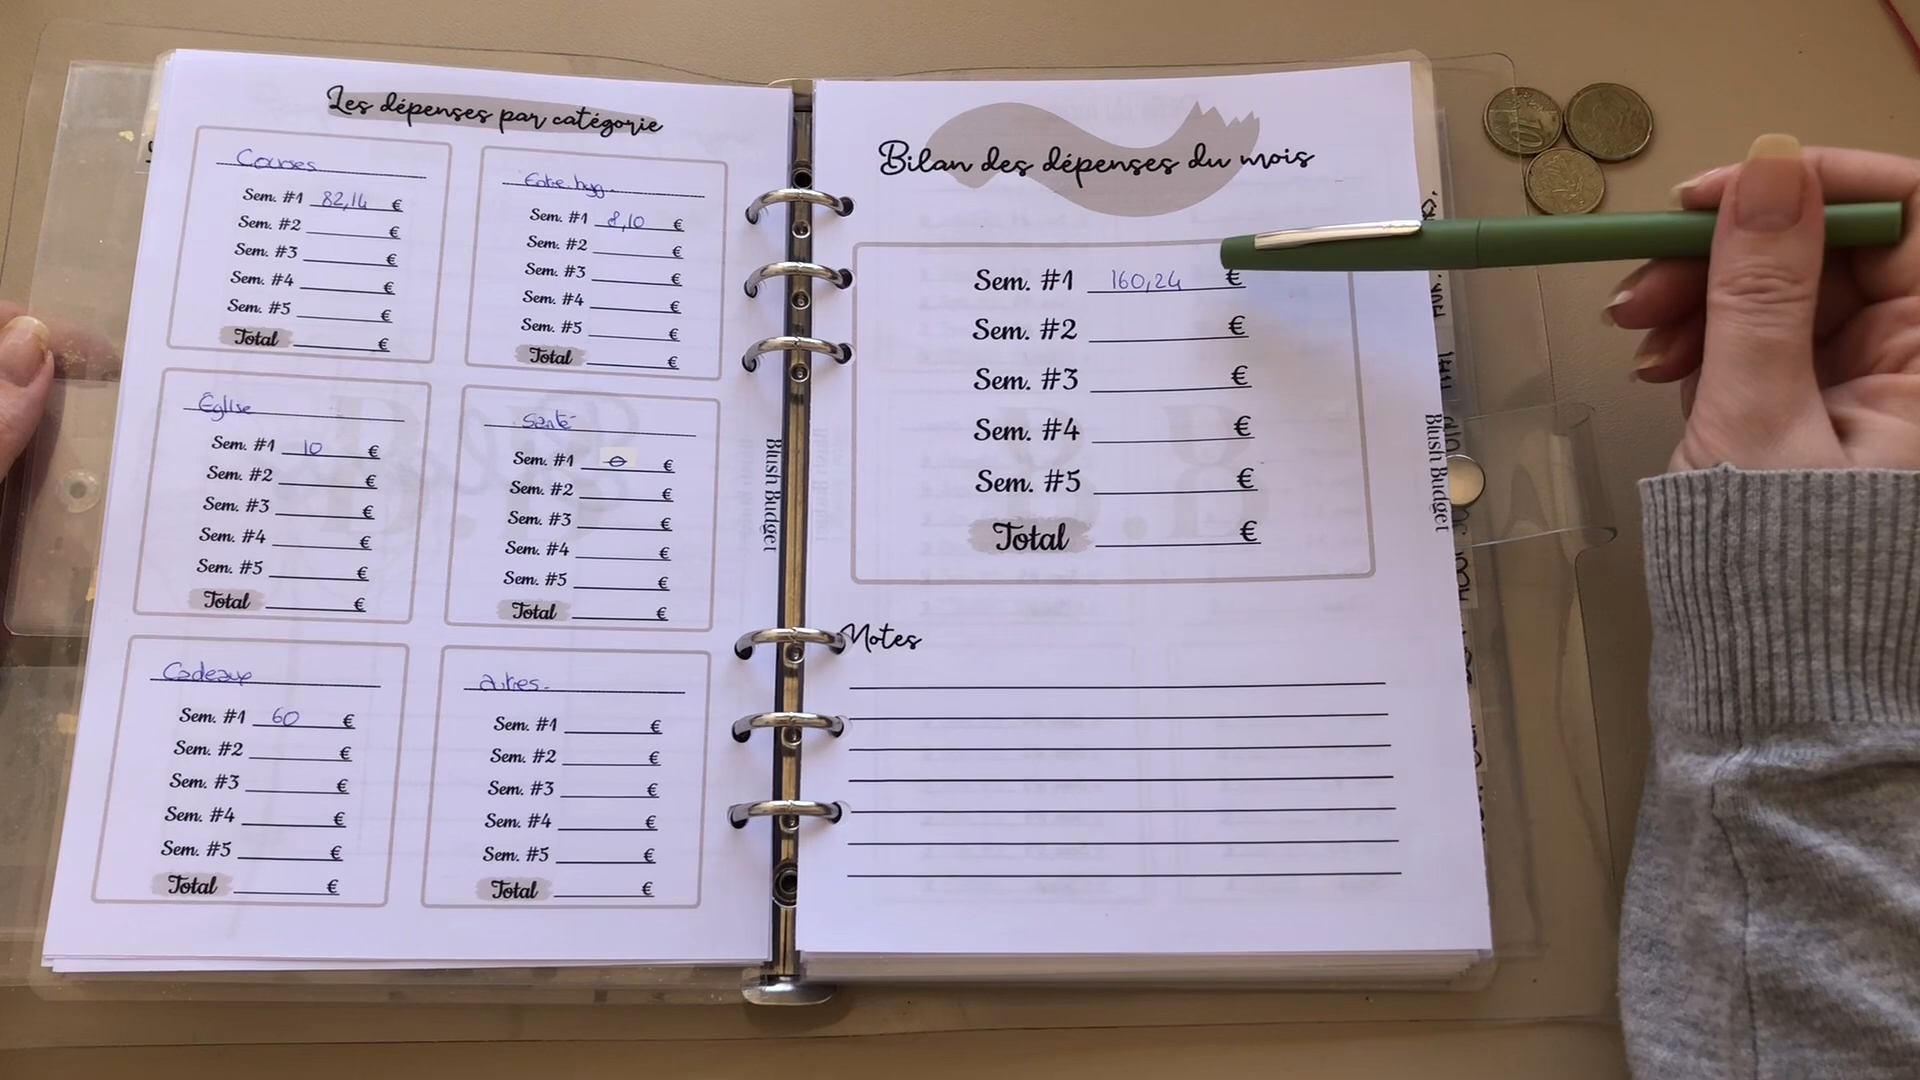 Les dépenses par catégorie
Courses
Sem. #1 82,14 €
Sem. #2 €
Sem. #3 €
Sem. #4 €
Sem. #5 €
Total €
Sem. #1 8,10 €
Sem. #2 €
Sem. #3 €
Sem. #4 €
Sem. #5 €
Total €
Église
Sem. #1 10 €
Sem. #2 €
Sem. #3 €
Sem. #4 €
Sem. #5 €
Total €
Santé
Sem. #1 0 €
Sem. #2 €
Sem. #3 €
Sem. #4 €
Sem. #5 €
Total €
Cadeaux
Sem. #1 60 €
Sem. #2 €
Sem. #3 €
Sem. #4 €
Sem. #5 €
Total €
autres.
Sem. #1 €
Sem. #2 €
Sem. #3 €
Sem. #4 €
Sem. #5 €
Total €
Blush Budget
Bilan des dépenses du mois
Sem. #1 160,24 €
Sem. #2 €
Sem. #3 €
Sem. #4 €
Sem. #5 €
Total €
Notes
Blush Budget
10